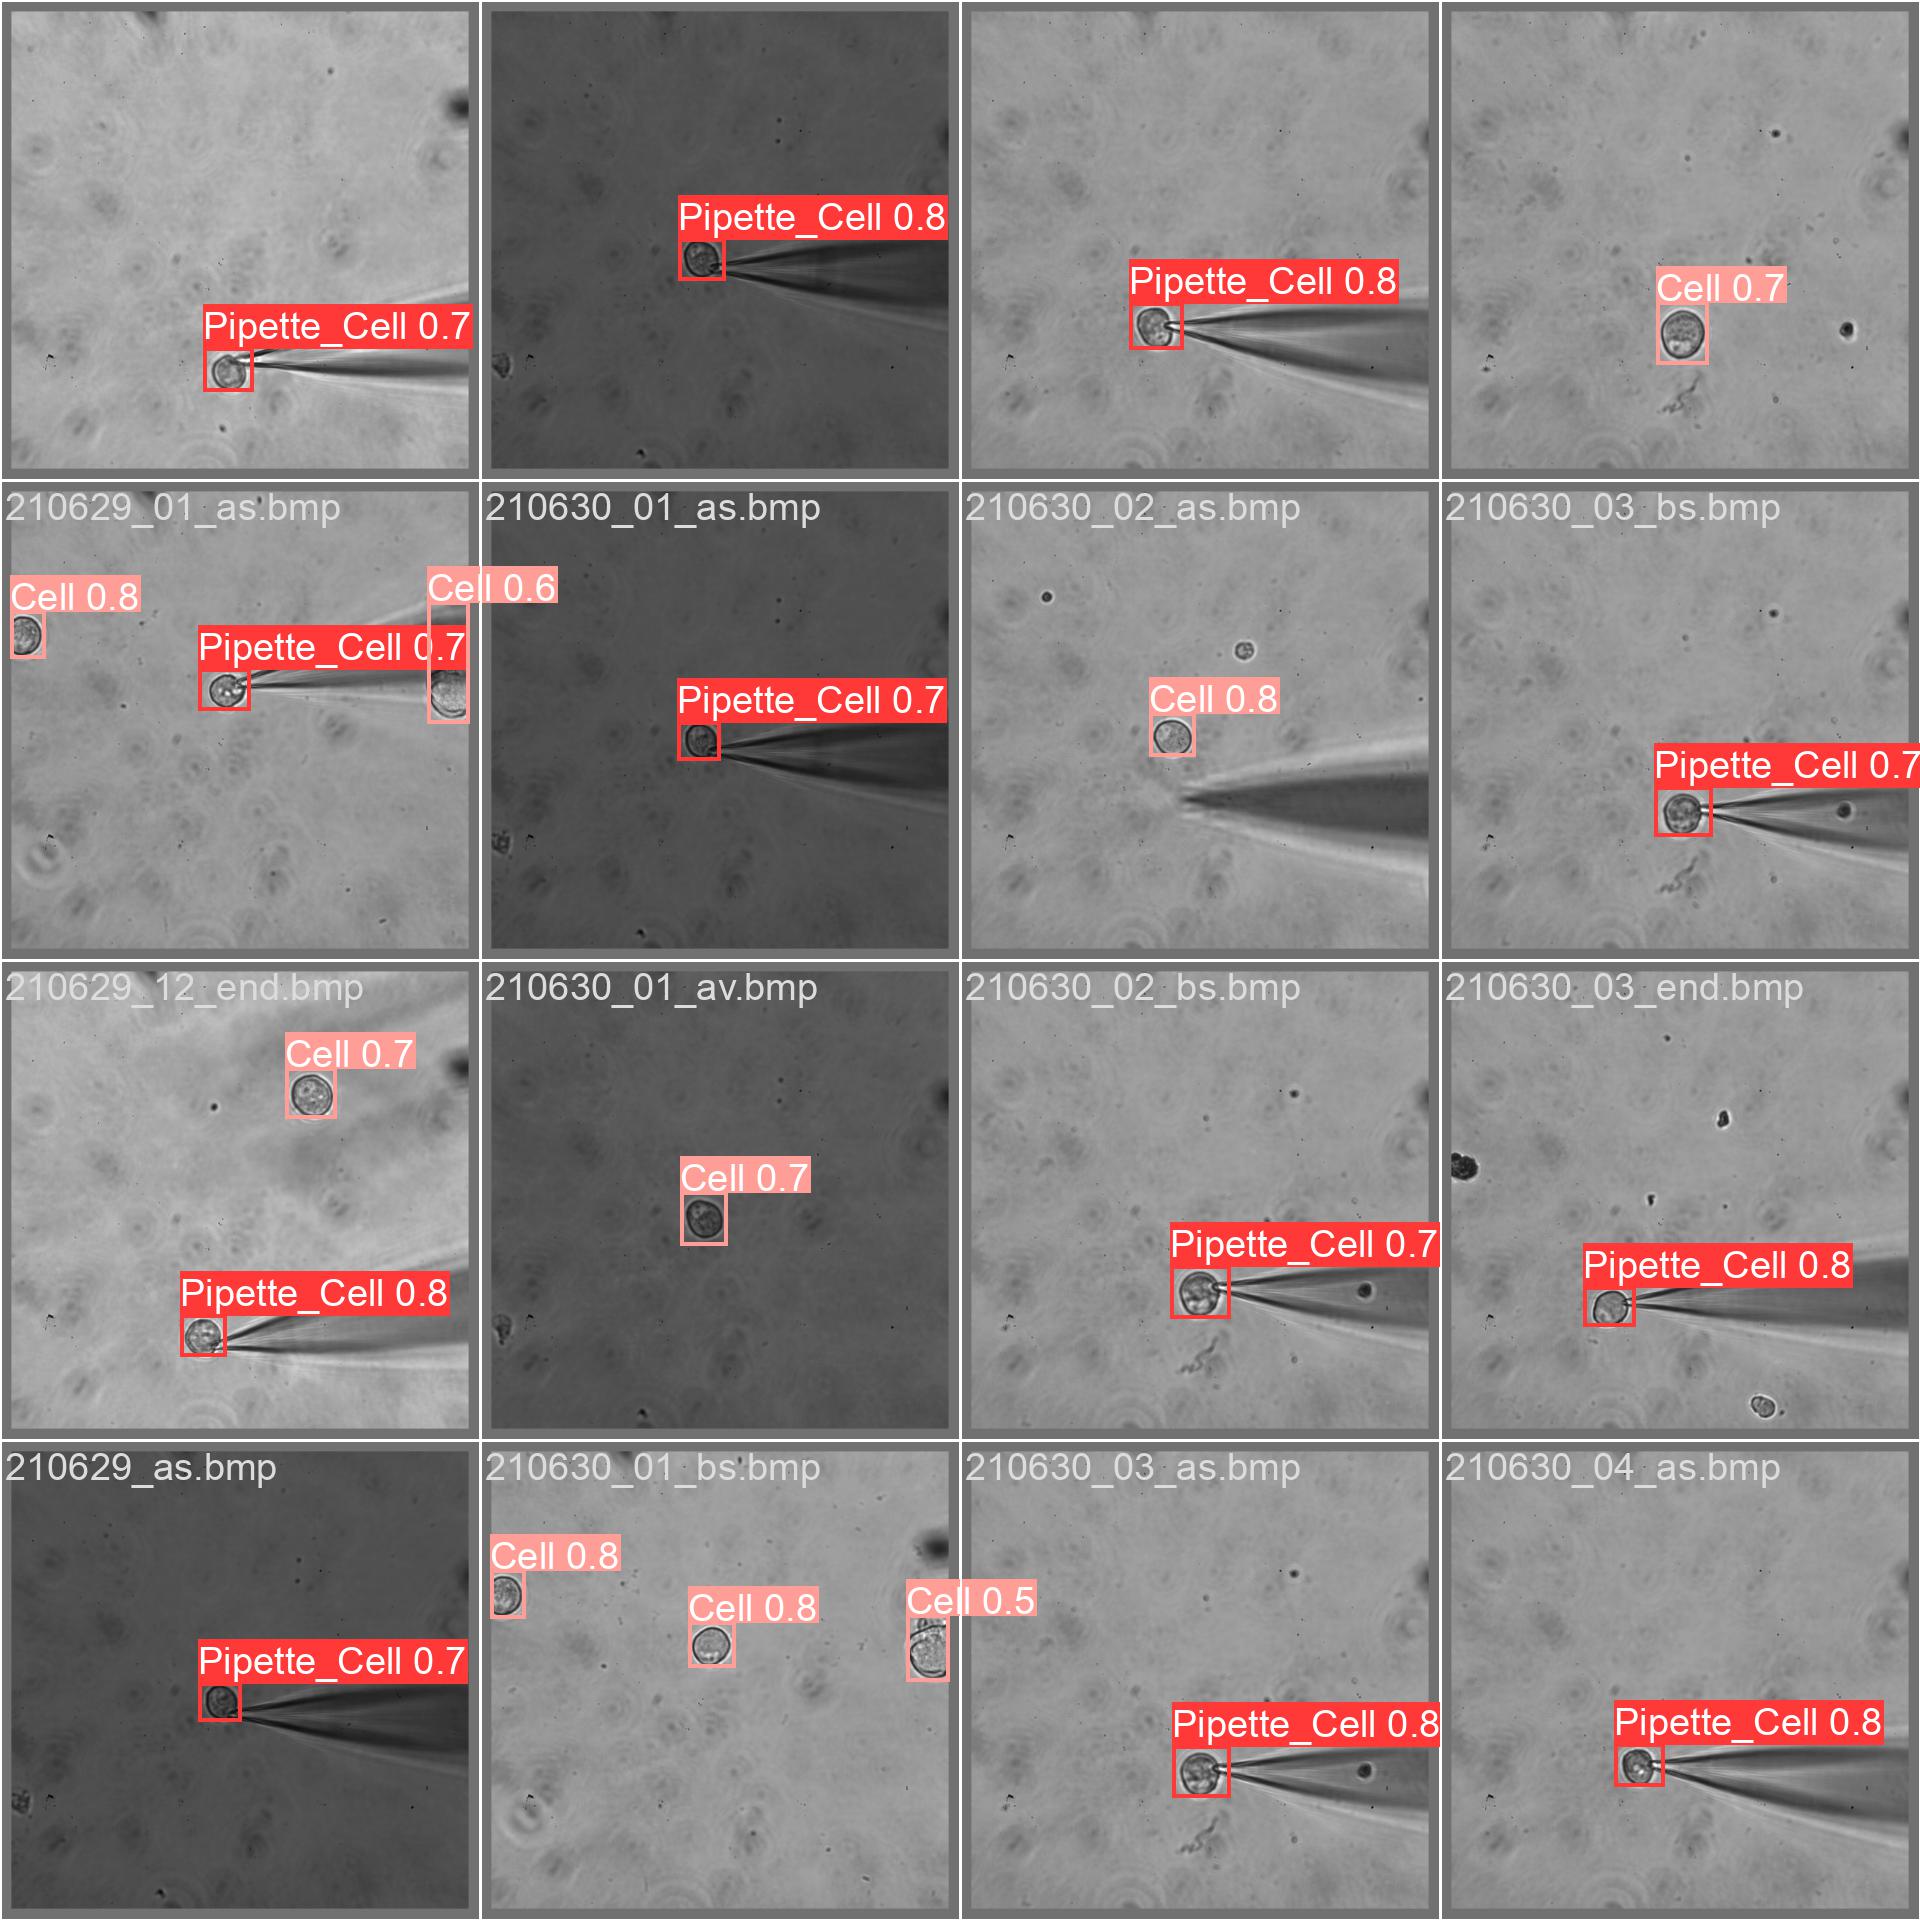 Pipette_Cell 0.7
Pipette_Cell 0.8
Pipette_Cell 0.8
Cell 0.7
210629_01_as.bmp
Cell 0.8
Pipette_Cell 0.7
Cell 0.6
210630_01_as.bmp
Pipette_Cell 0.7
210630_02_as.bmp
Cell 0.8
210630_03_bs.bmp
Pipette_Cell 0.7
210629_12_end.bmp
Cell 0.7
Pipette_Cell 0.8
210630_01_av.bmp
Cell 0.7
210630_02_bs.bmp
Pipette_Cell 0.7
210630_03_end.bmp
Pipette_Cell 0.8
210629_as.bmp
Pipette_Cell 0.7
210630_01_bs.bmp
Cell 0.8
Cell 0.8
Cell 0.5
210630_03_as.bmp
Pipette_Cell 0.8
210630_04_as.bmp
Pipette_Cell 0.8